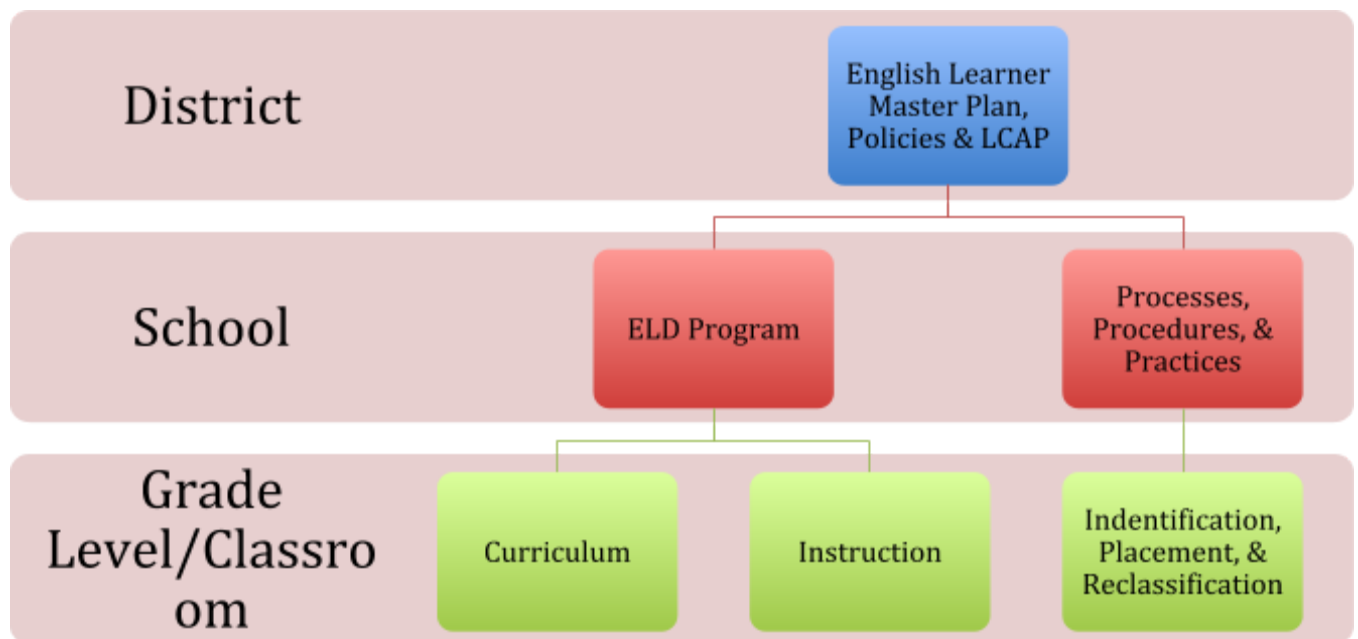 District
English Learner
Master Plan,
Policies & LCAP
School
ELD Program
Processes,
Procedures, &
Practices
Grade
Level/Classro
om
Curriculum
Instruction
Indentification,
Placement, &
Reclassification